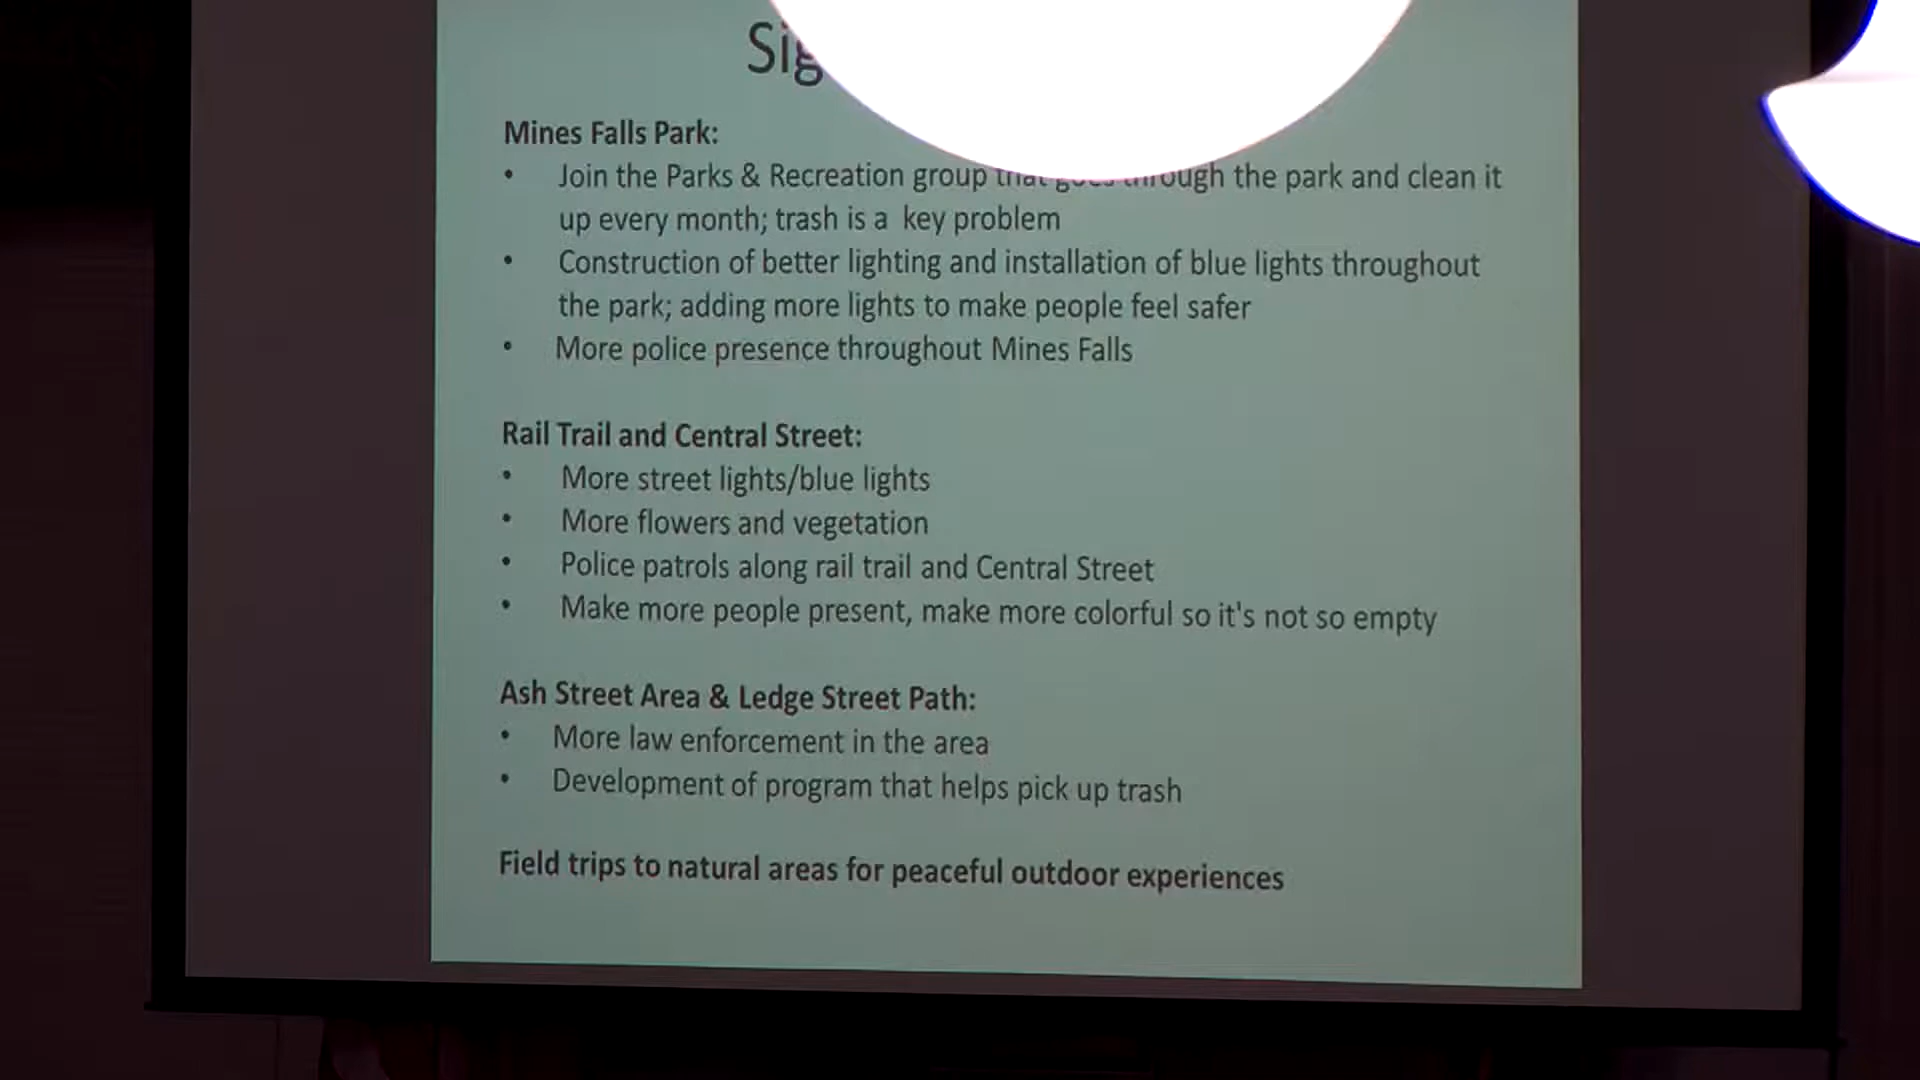 Sig
Mines Falls Park:
• Join the Parks & Recreation group that goes through the park and clean it
up every month; trash is a key problem
• Construction of better lighting and installation of blue lights throughout
the park; adding more lights to make people feel safer
• More police presence throughout Mines Falls
Rail Trail and Central Street:
• More street lights/blue lights
• More flowers and vegetation
• Police patrols along rail trail and Central Street
• Make more people present, make more colorful so it's not so empty
Ash Street Area & Ledge Street Path:
• More law enforcement in the area
• Development of program that helps pick up trash
Field trips to natural areas for peaceful outdoor experiences